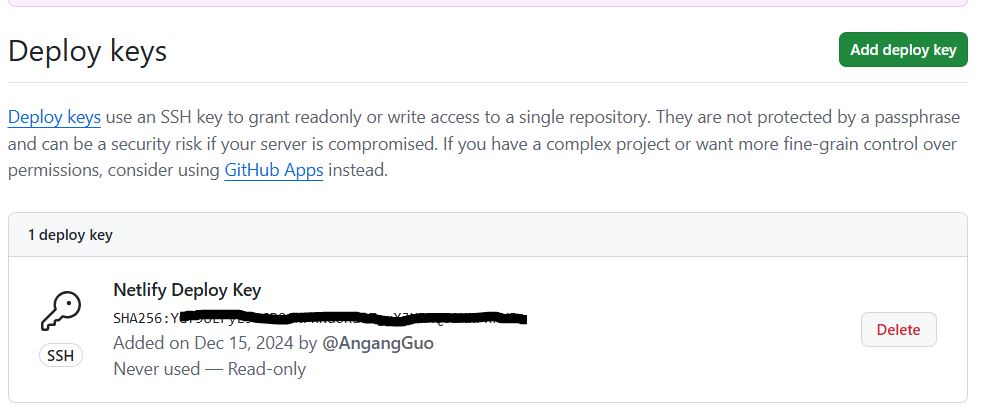 Deploy keys
Add deploy key
Deploy keys use an SSH key to grant readonly or write access to a single repository. They are not protected by a passphrase
and can be a security risk if your server is compromised. If you have a complex project or want more fine-grain control over
permissions, consider using GitHub Apps instead.
1 deploy key
Netlify Deploy Key
SHA256:
Added on Dec 15, 2024 by @AngangGuo
Never used — Read-only
SSH
Delete